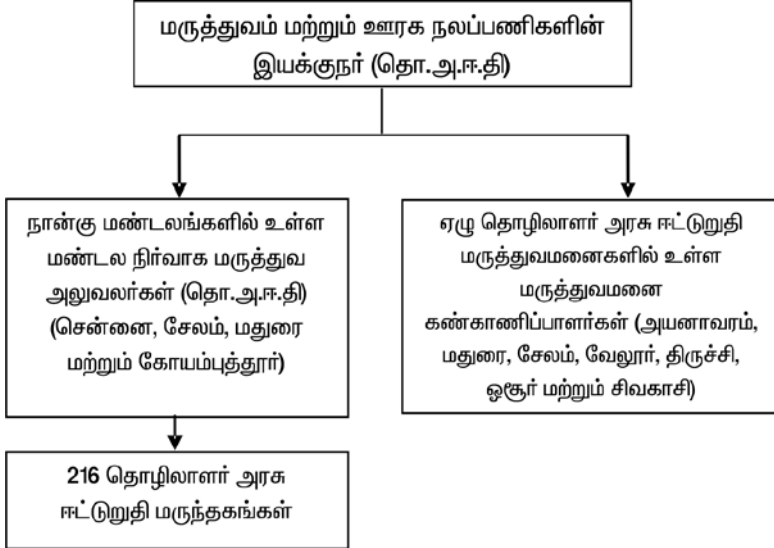 மருத்துவம் மற்றும் ஊரக நலப்பணிகளின்
இயக்குநர் (தொ.அ.ஈ.தி)
நான்கு மண்டலங்களில் உள்ள
மண்டல நிர்வாக மருத்துவ
அலுவலர்கள் (தொ.அ.ஈ.தி)
(சென்னை, சேலம், மதுரை
மற்றும் கோயம்புத்தூர்)
ஏழு தொழிலாளர் அரசு ஈட்டுறுதி
மருத்துவமனைகளில் உள்ள
மருத்துவமனை
கண்காணிப்பாளர்கள் (அயனாவரம்,
மதுரை, சேலம், வேலூர், திருச்சி,
ஓசூர் மற்றும் சிவகாசி)
216 தொழிலாளர் அரசு
ஈட்டுறுதி மருந்தகங்கள்